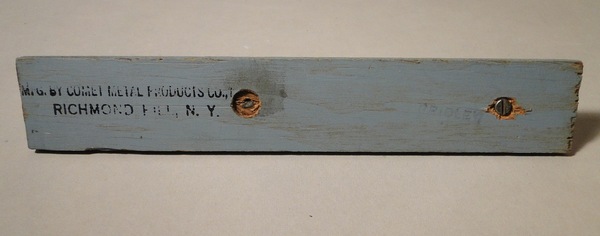 MFG. BY COMET METAL PRODUCTS CO.,
RICHMOND HILL, N. Y.